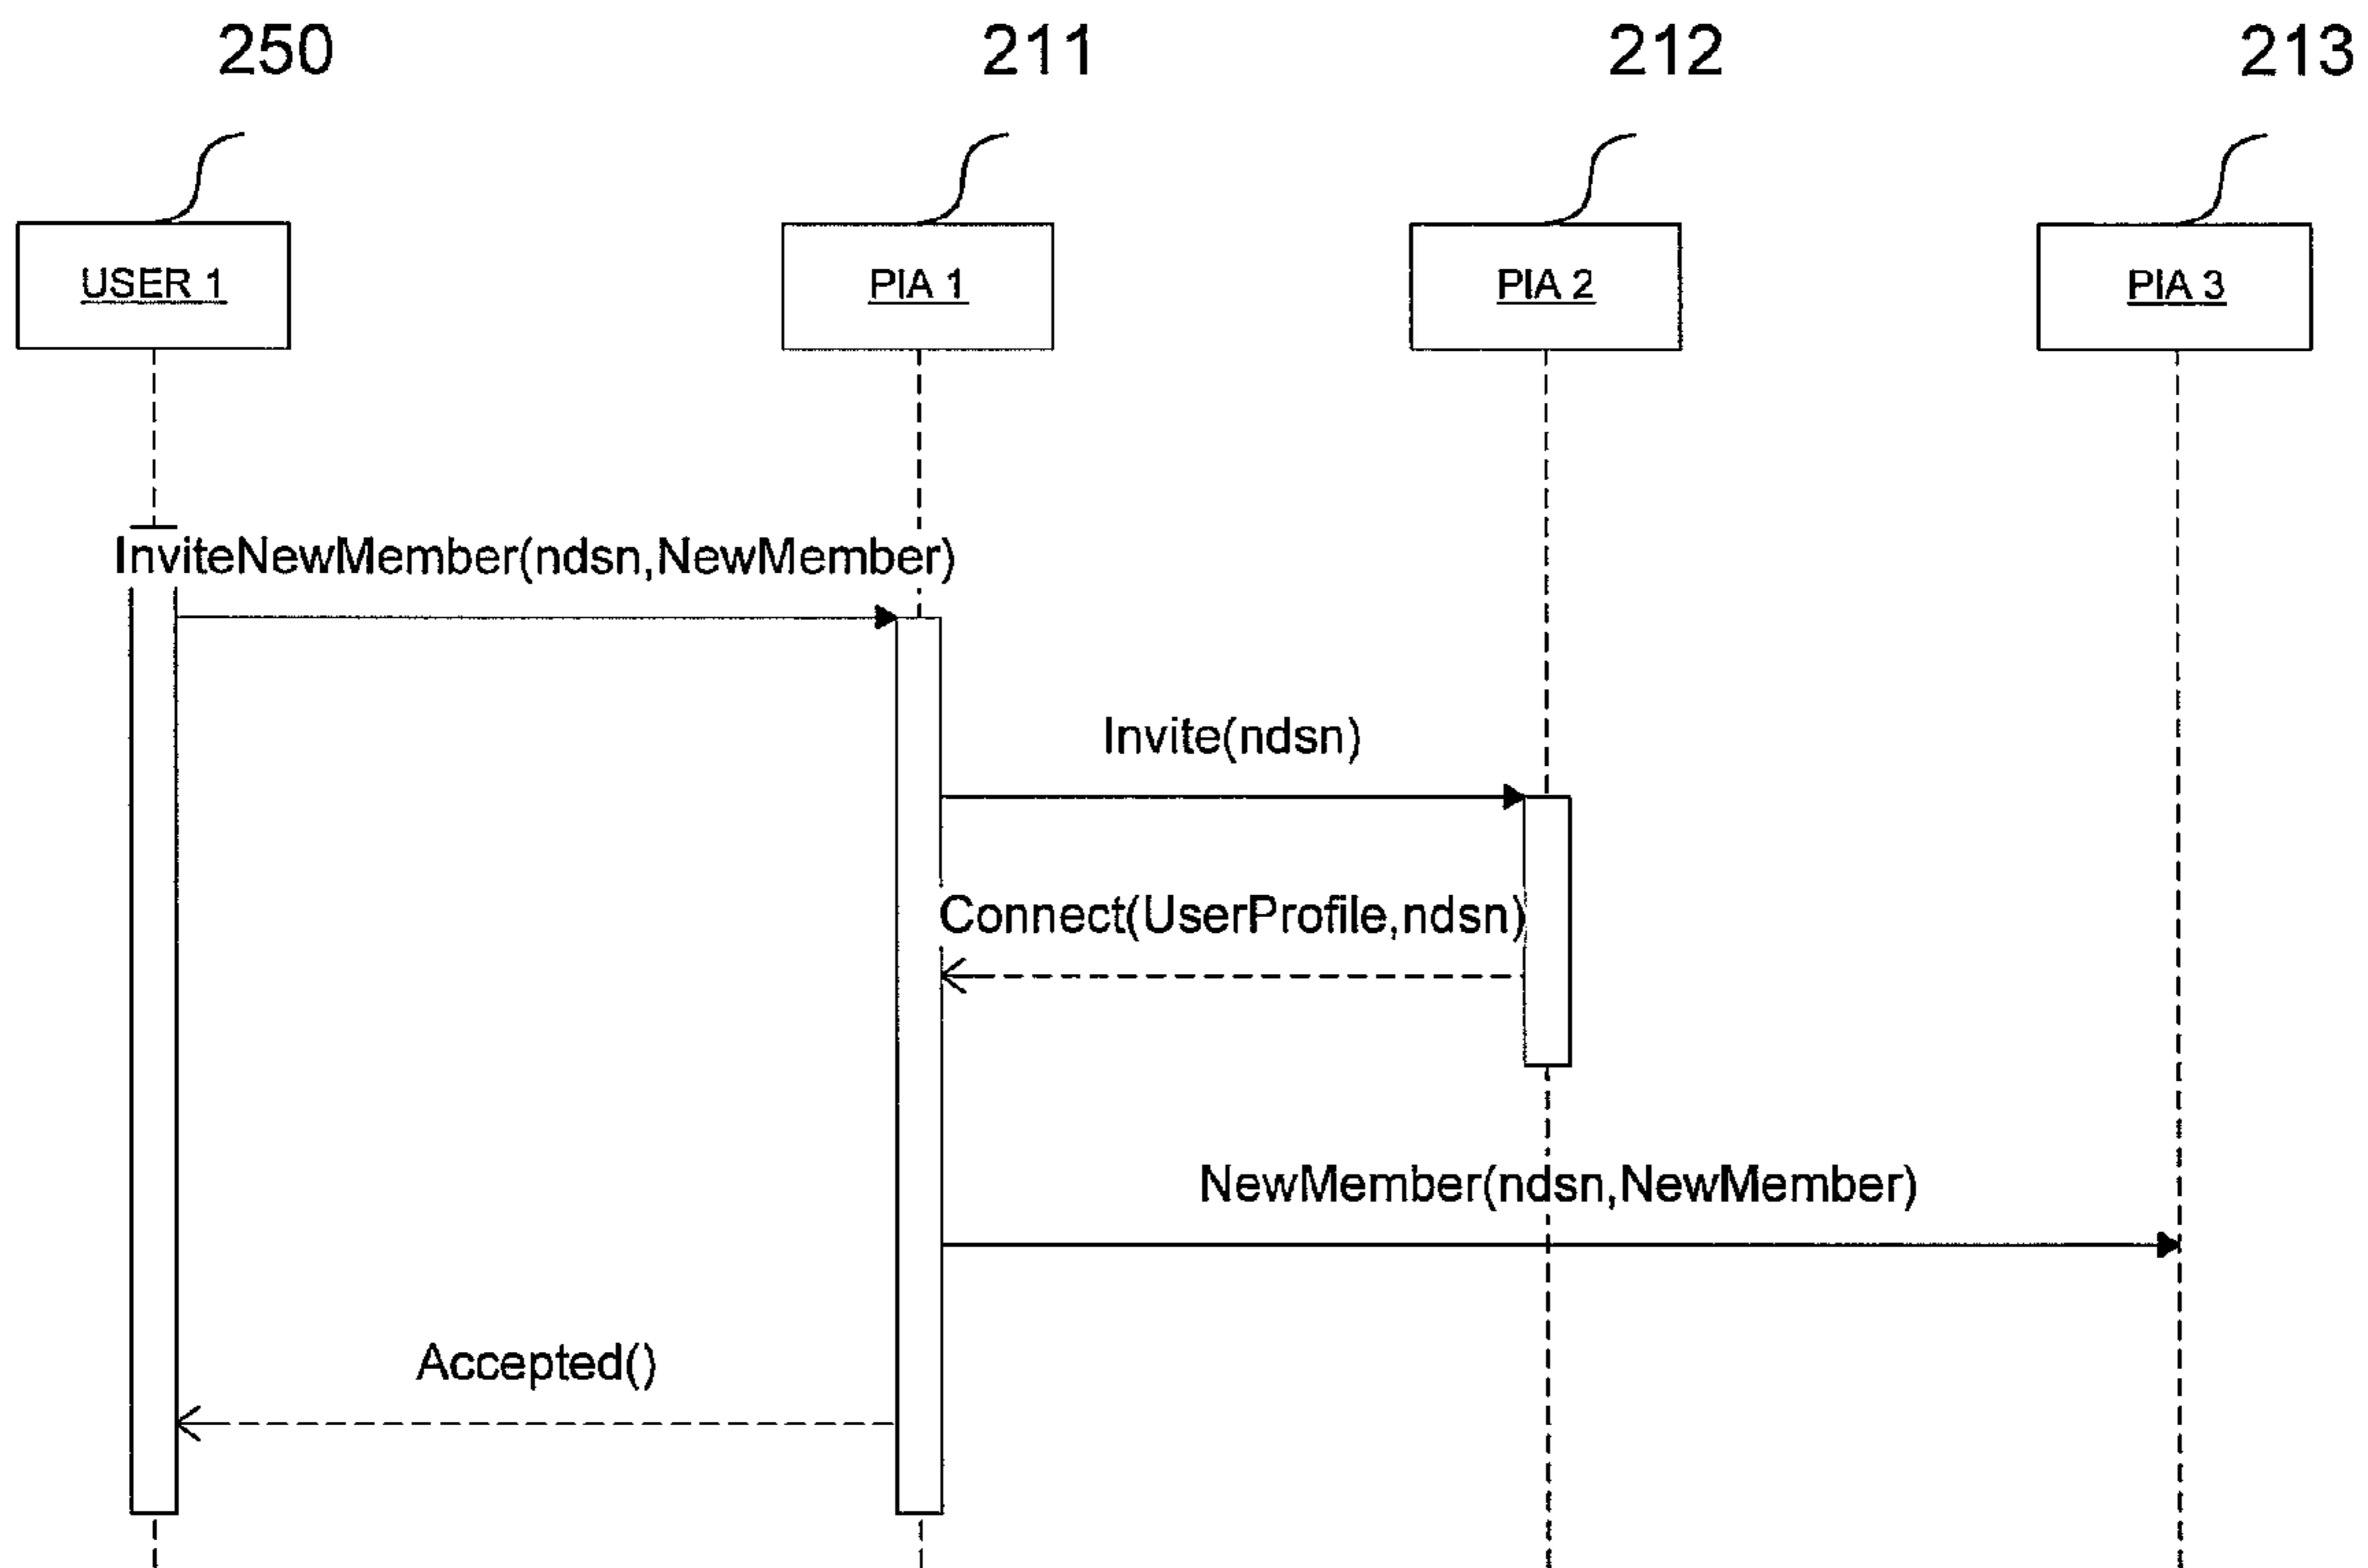 250
211
212
213
USER 1
PIA 1
PIA 2
PIA 3
InviteNewMember(ndsn,NewMember)
Invite(ndsn)
Connect(UserProfile,ndsn)
NewMember(ndsn,NewMember)
Accepted()